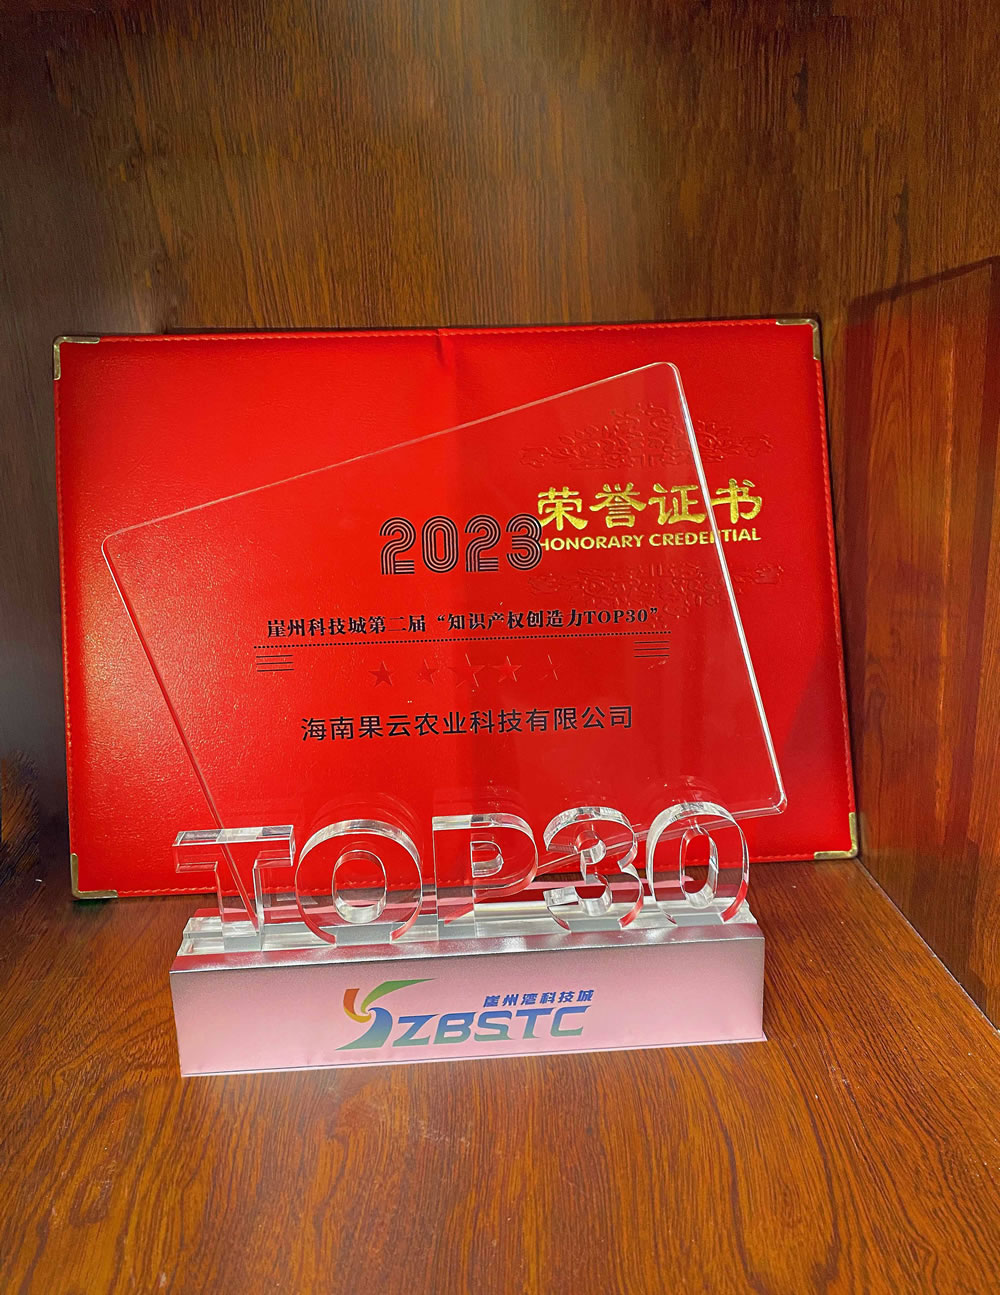 荣誉证书
HONORARY CREDENTIAL
2023
崖州科技城第二届“知识产权创造力TOP30”
海南果云农业科技有限公司
TOP30
崖州湾科技城
YZBSTC